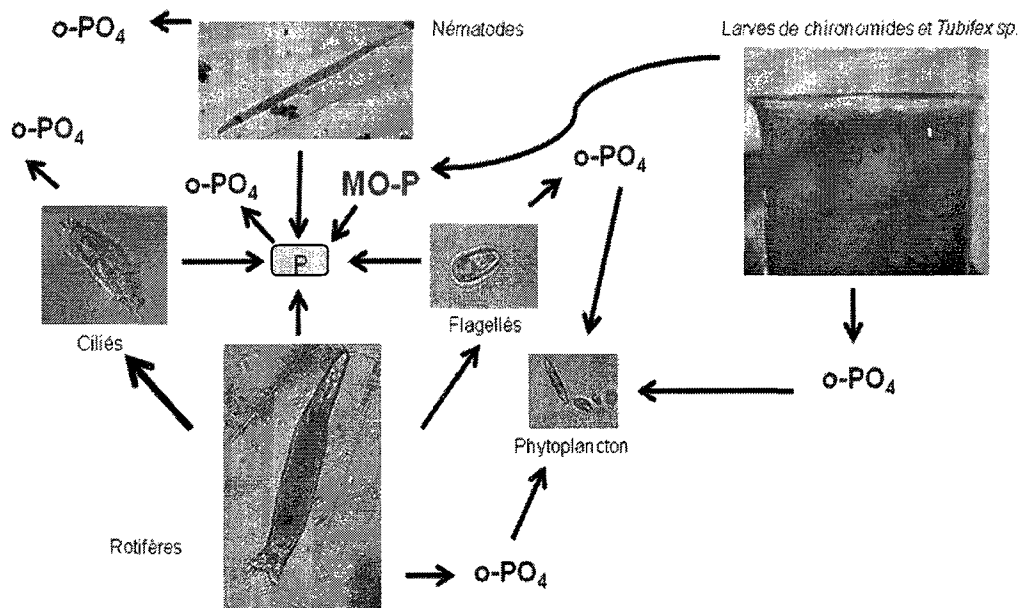 o-PO4
Nématodes
Larves de chironomides et Tubifex sp.
o-PO4
o-PO4
o-PO4
MO-P
P
Ciliés
Flagellés
o-PO4
Phytoplancton
Rotifères
o-PO4